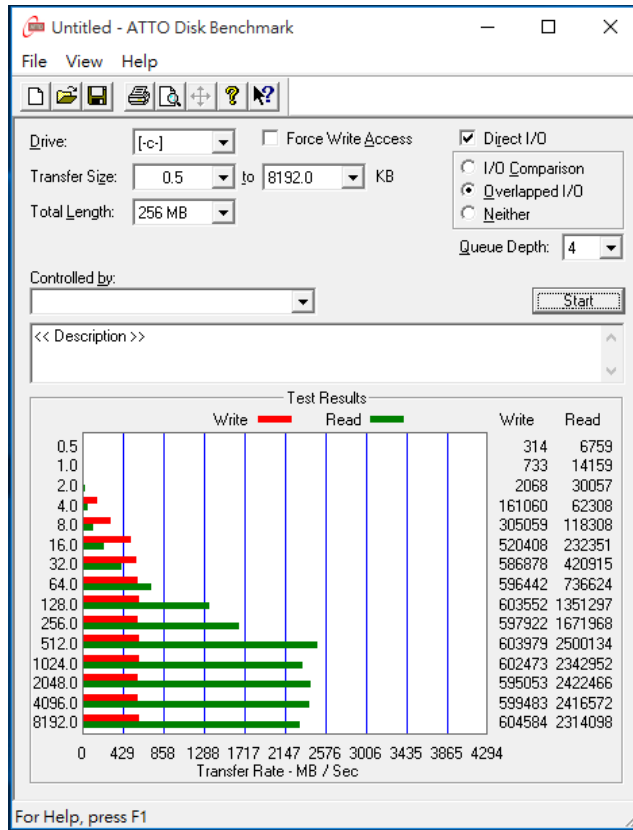 Untitled - ATTO Disk Benchmark
File View Help
Drive: [-c-] Force Write Access Direct I/O
Transfer Size: 0.5 to 8192.0 KB I/O Comparison
Overlapped I/O
Total Length: 256 MB Neither
Queue Depth: 4
Controlled by:
Start
<< Description >>
Test Results
Write Read Write Read
0.5 314 6759
1.0 733 14159
2.0 2068 30057
4.0 161060 62308
8.0 305059 118308
16.0 520408 232351
32.0 586878 420915
64.0 596442 736624
128.0 603552 1351297
256.0 597922 1671968
512.0 603979 2500134
1024.0 602473 2342952
2048.0 595053 2422466
4096.0 599483 2416572
8192.0 604584 2314098
0 429 858 1288 1717 2147 2576 3006 3435 3865 4294
Transfer Rate - MB / Sec
For Help, press F1